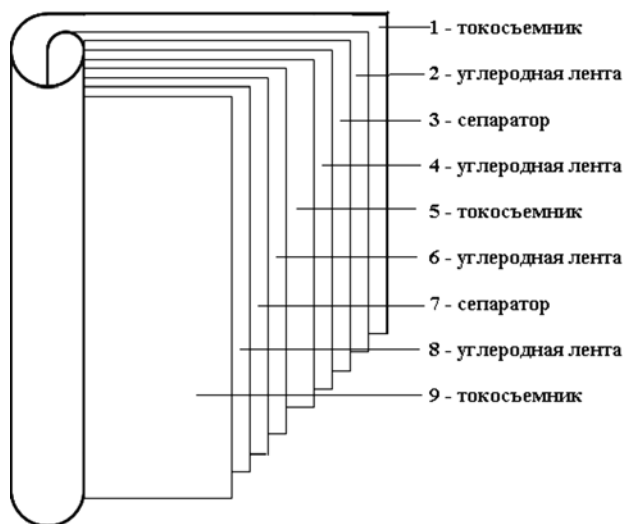 1 - токосъемник
2 - углеродная лента
3 - сепаратор
4 - углеродная лента
5 - токосъемник
6 - углеродная лента
7 - сепаратор
8 - углеродная лента
9 - токосъемник